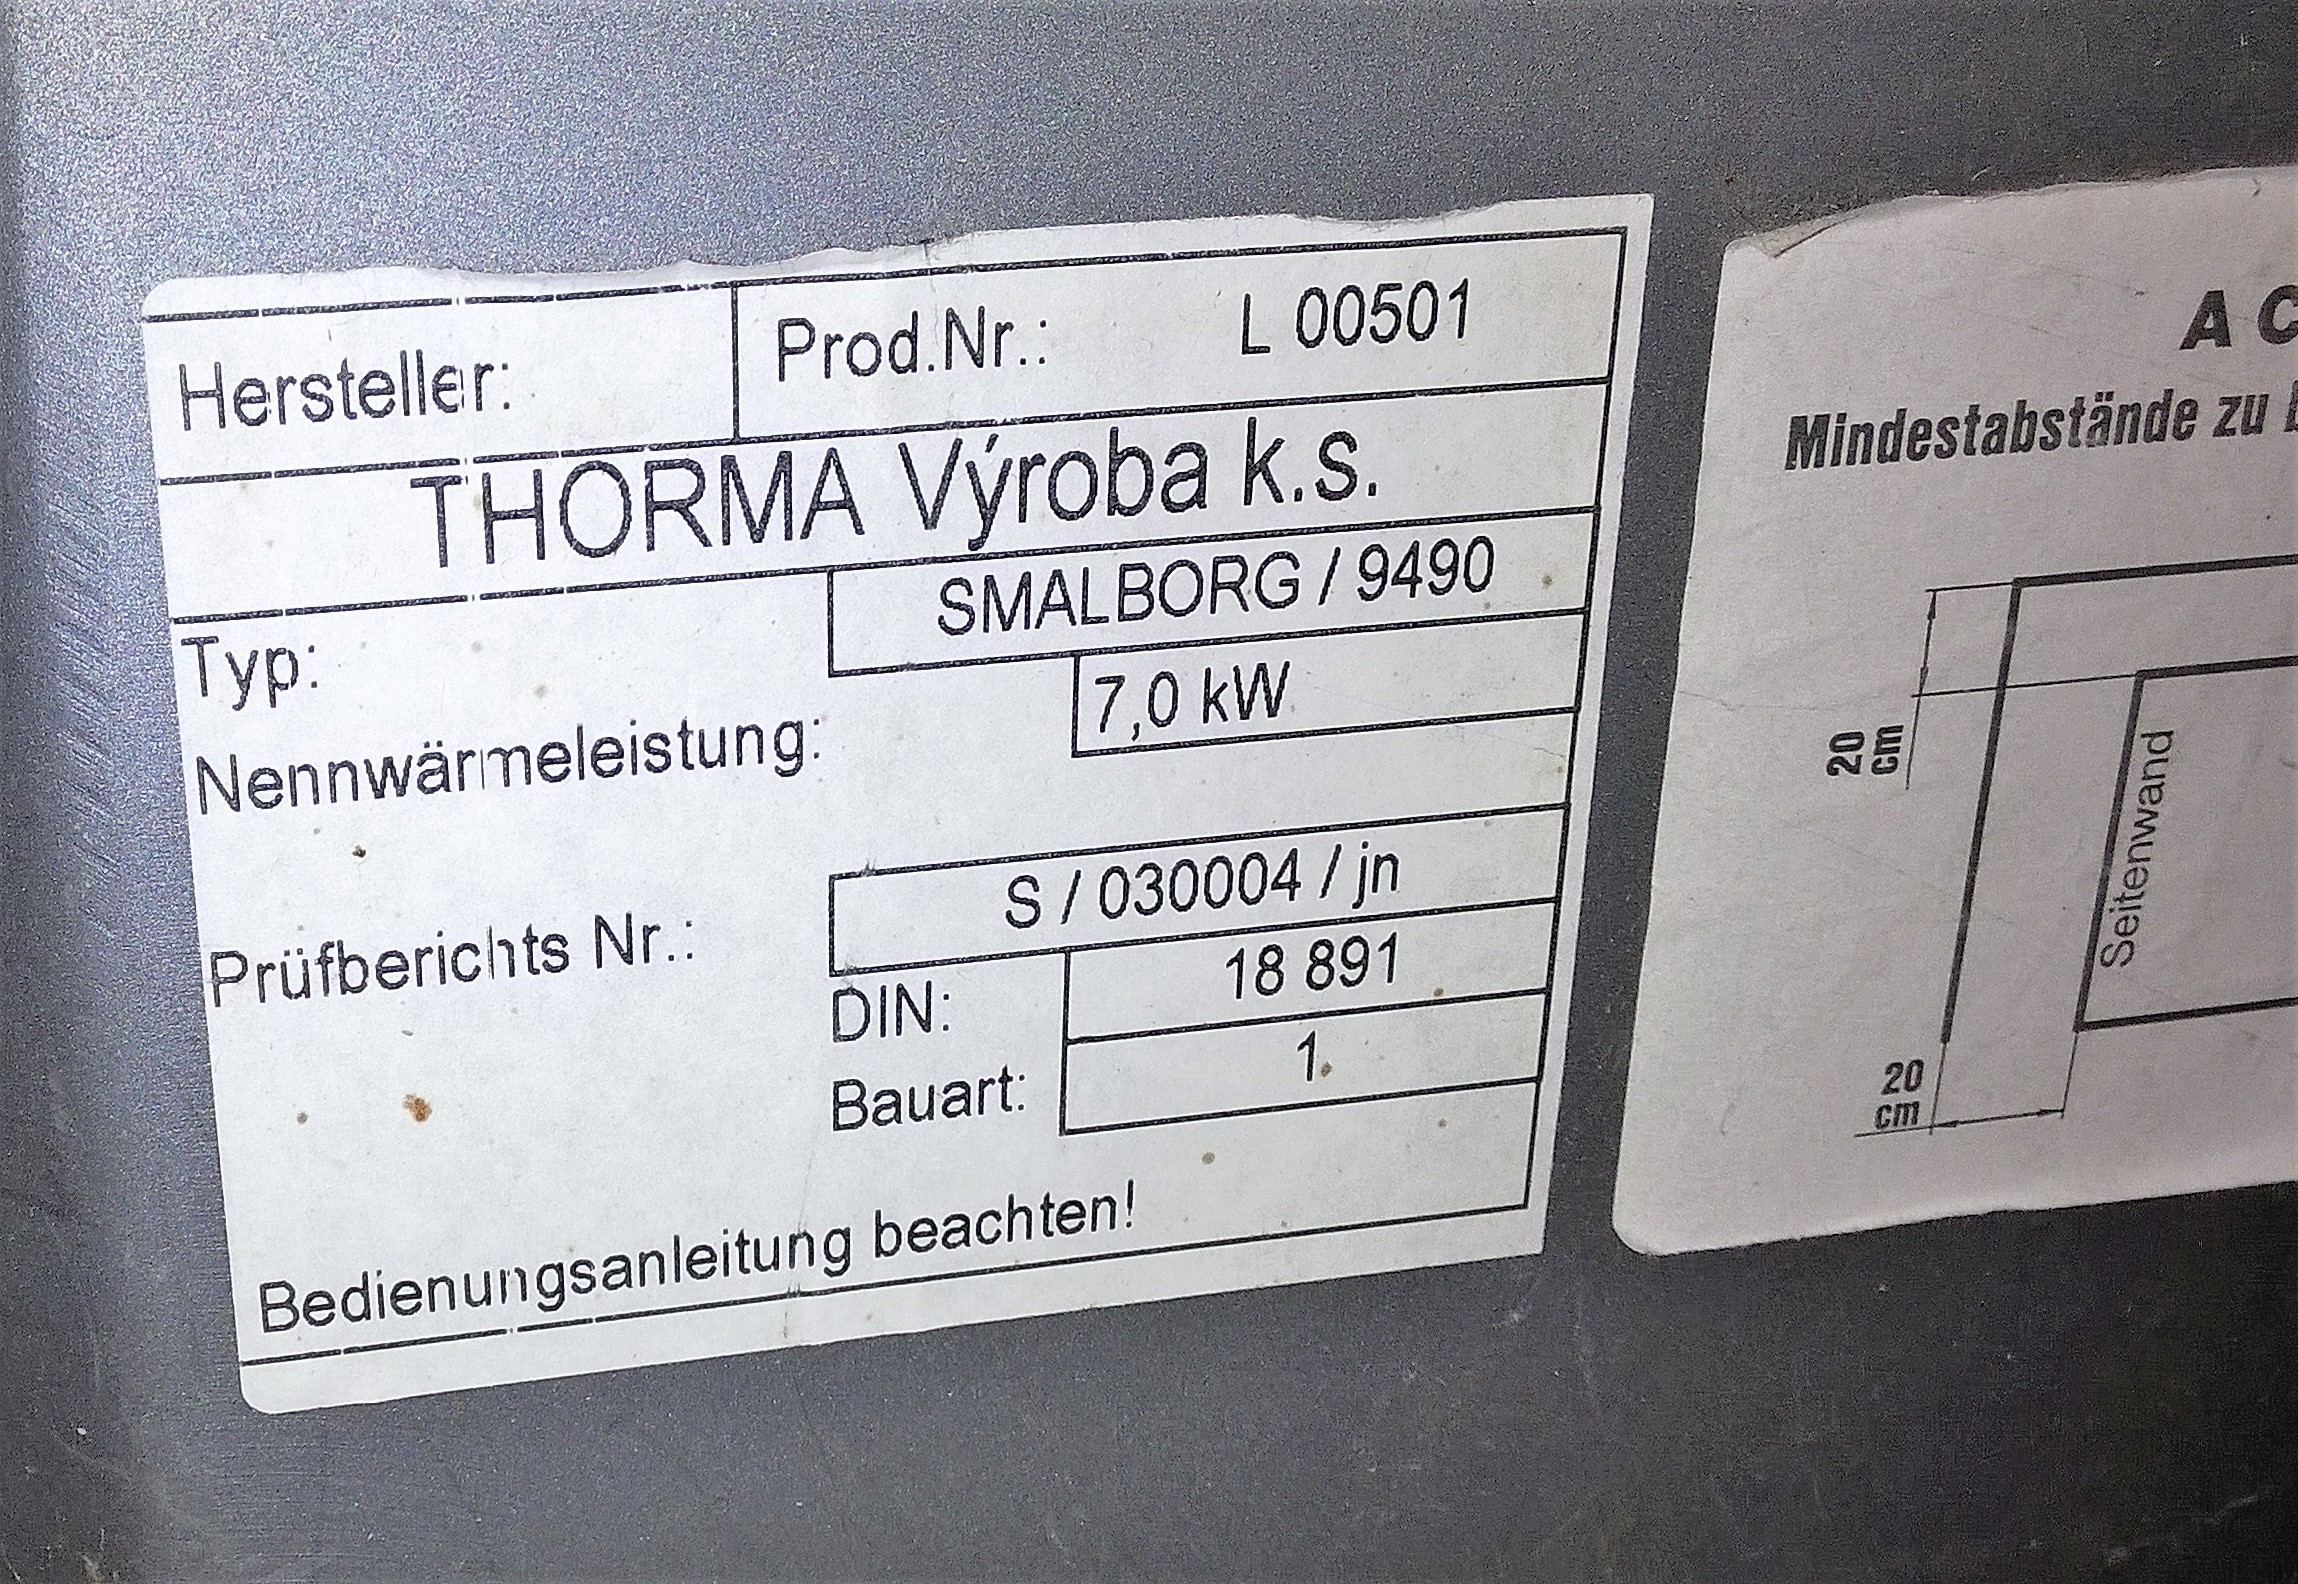 Hersteller: Prod.Nr.: L 00501
THORMA Výroba k.s.
Typ: SMALBORG / 9490
Nennwärmeleistung: 7,0 kW
Prüfberichts Nr.: S / 030004 / jn
DIN: 18 891
Bauart: 1
Bedienungsanleitung beachten!
Mindestabstände zu
20
cm
Seitenwand
20
cm